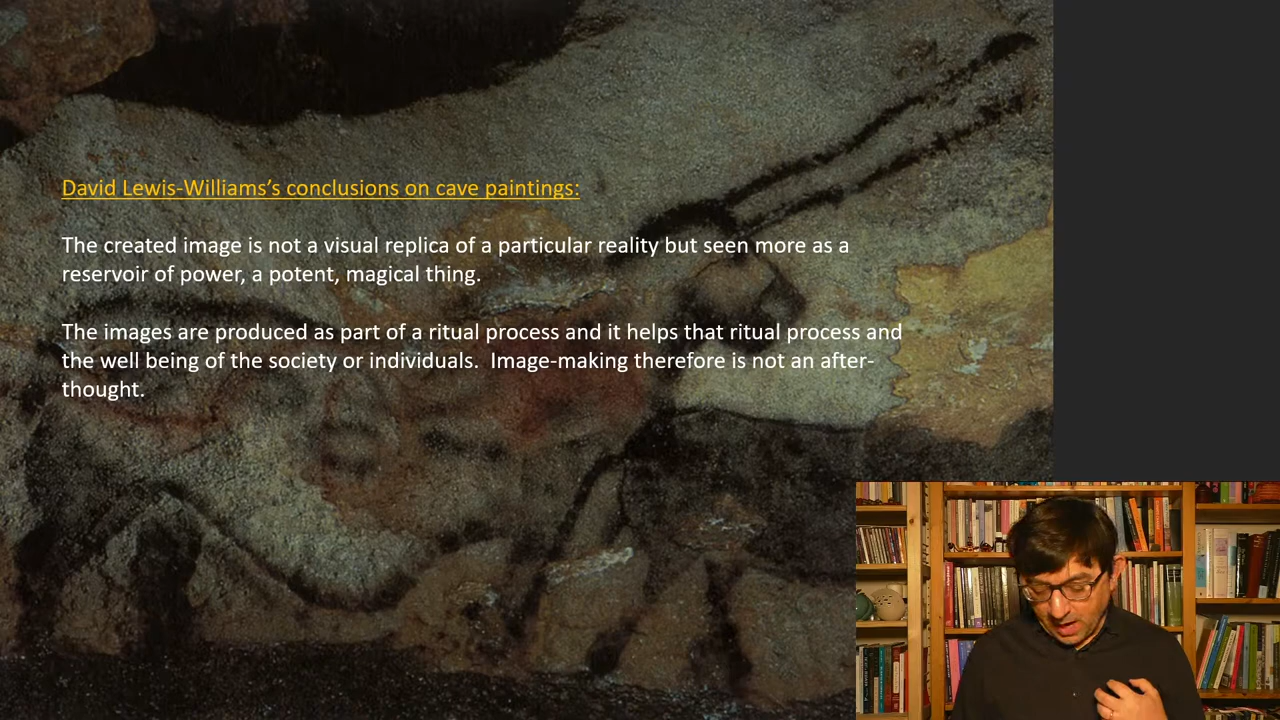 David Lewis-Williams’s conclusions on cave paintings:
The created image is not a visual replica of a particular reality but seen more as a
reservoir of power, a potent, magical thing.
The images are produced as part of a ritual process and it helps that ritual process and
the well being of the society or individuals.  Image-making therefore is not an after-
thought.